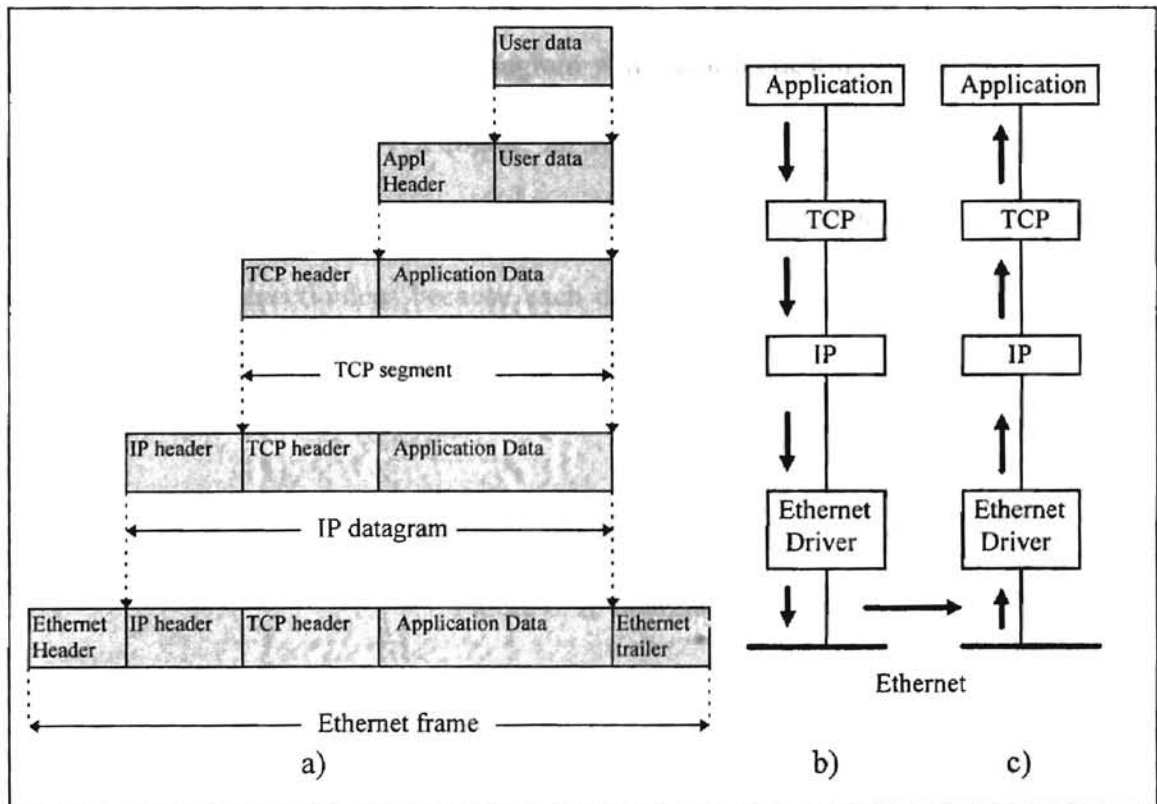 User data
Appl
Header
User data
TCP header
Application Data
TCP segment
IP header
TCP header
Application Data
IP datagram
Ethernet
Header
IP header
TCP header
Application Data
Ethernet
trailer
Ethernet frame
a)
Application
TCP
IP
Ethernet
Driver
b)
Application
TCP
IP
Ethernet
Driver
c)
Ethernet